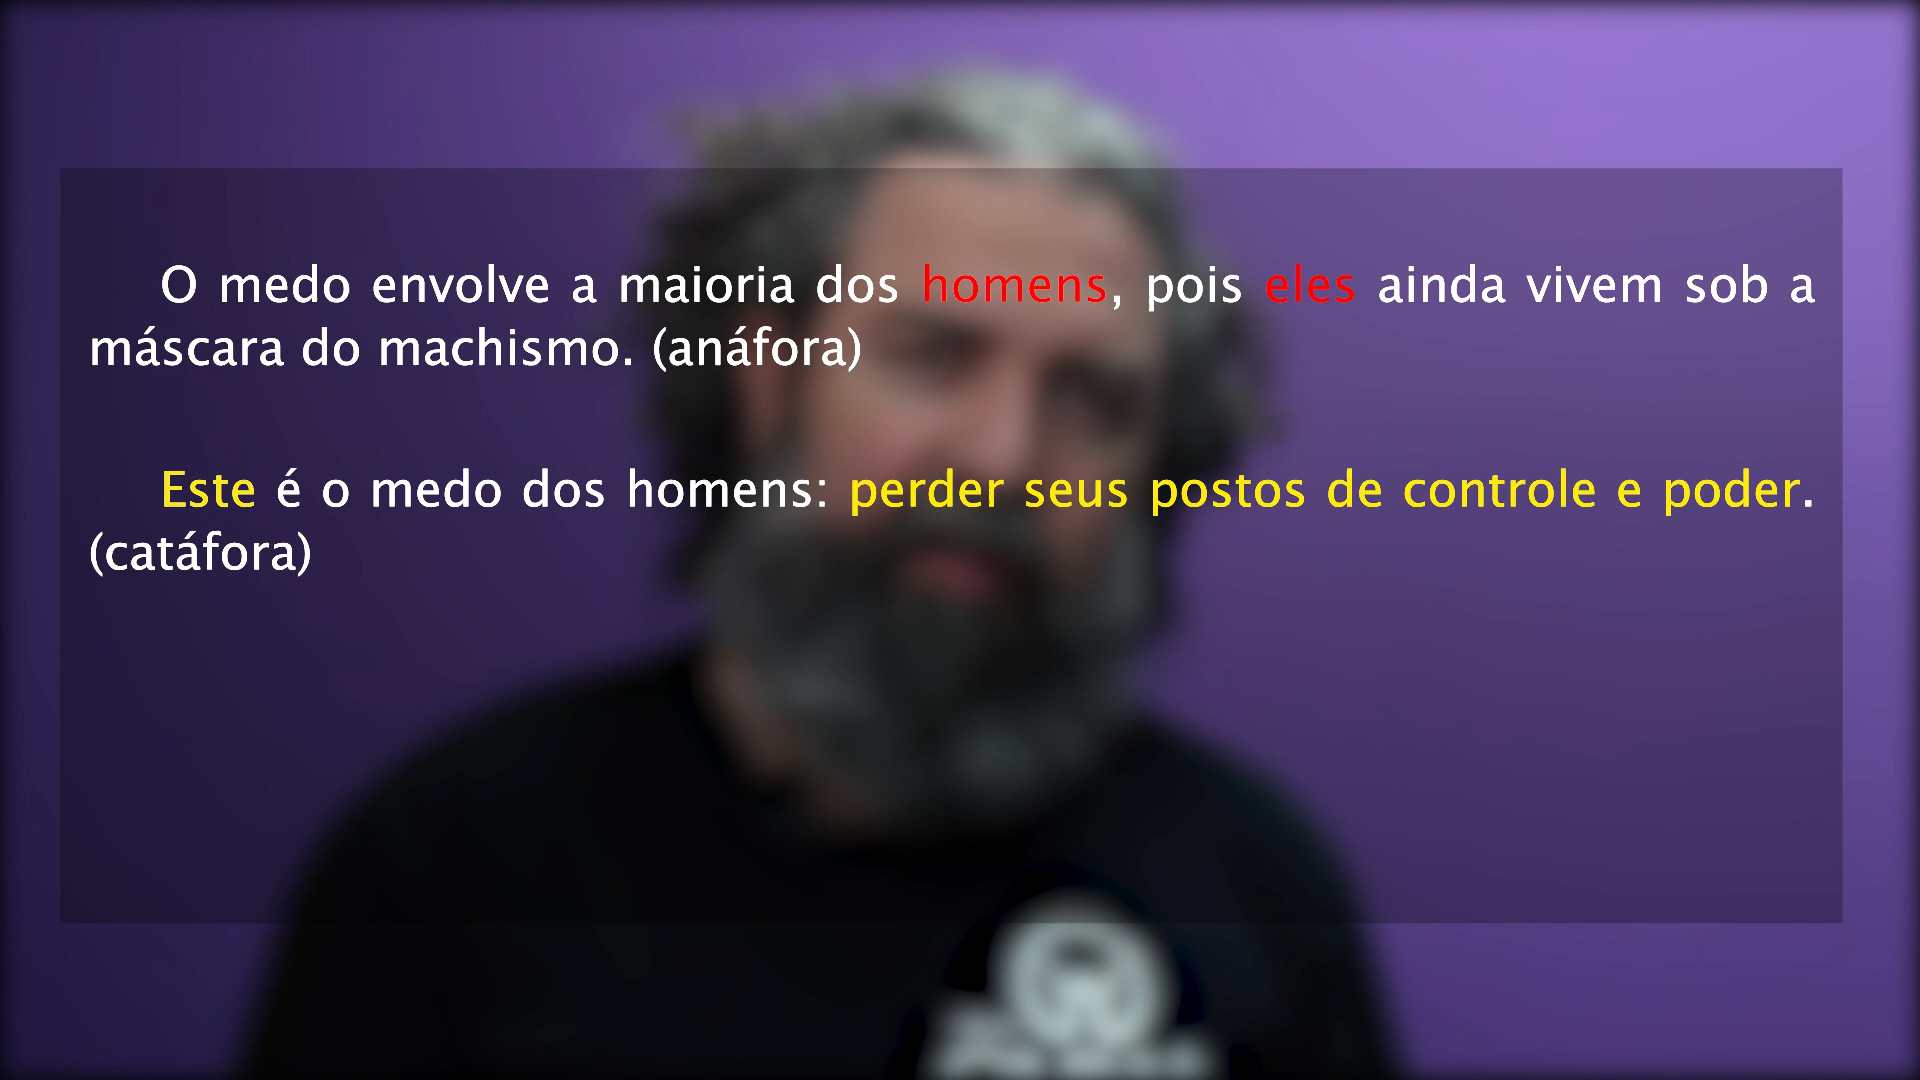 O medo envolve a maioria dos homens, pois eles ainda vivem sob a
máscara do machismo. (anáfora)
Este é o medo dos homens: perder seus postos de controle e poder.
(catáfora)